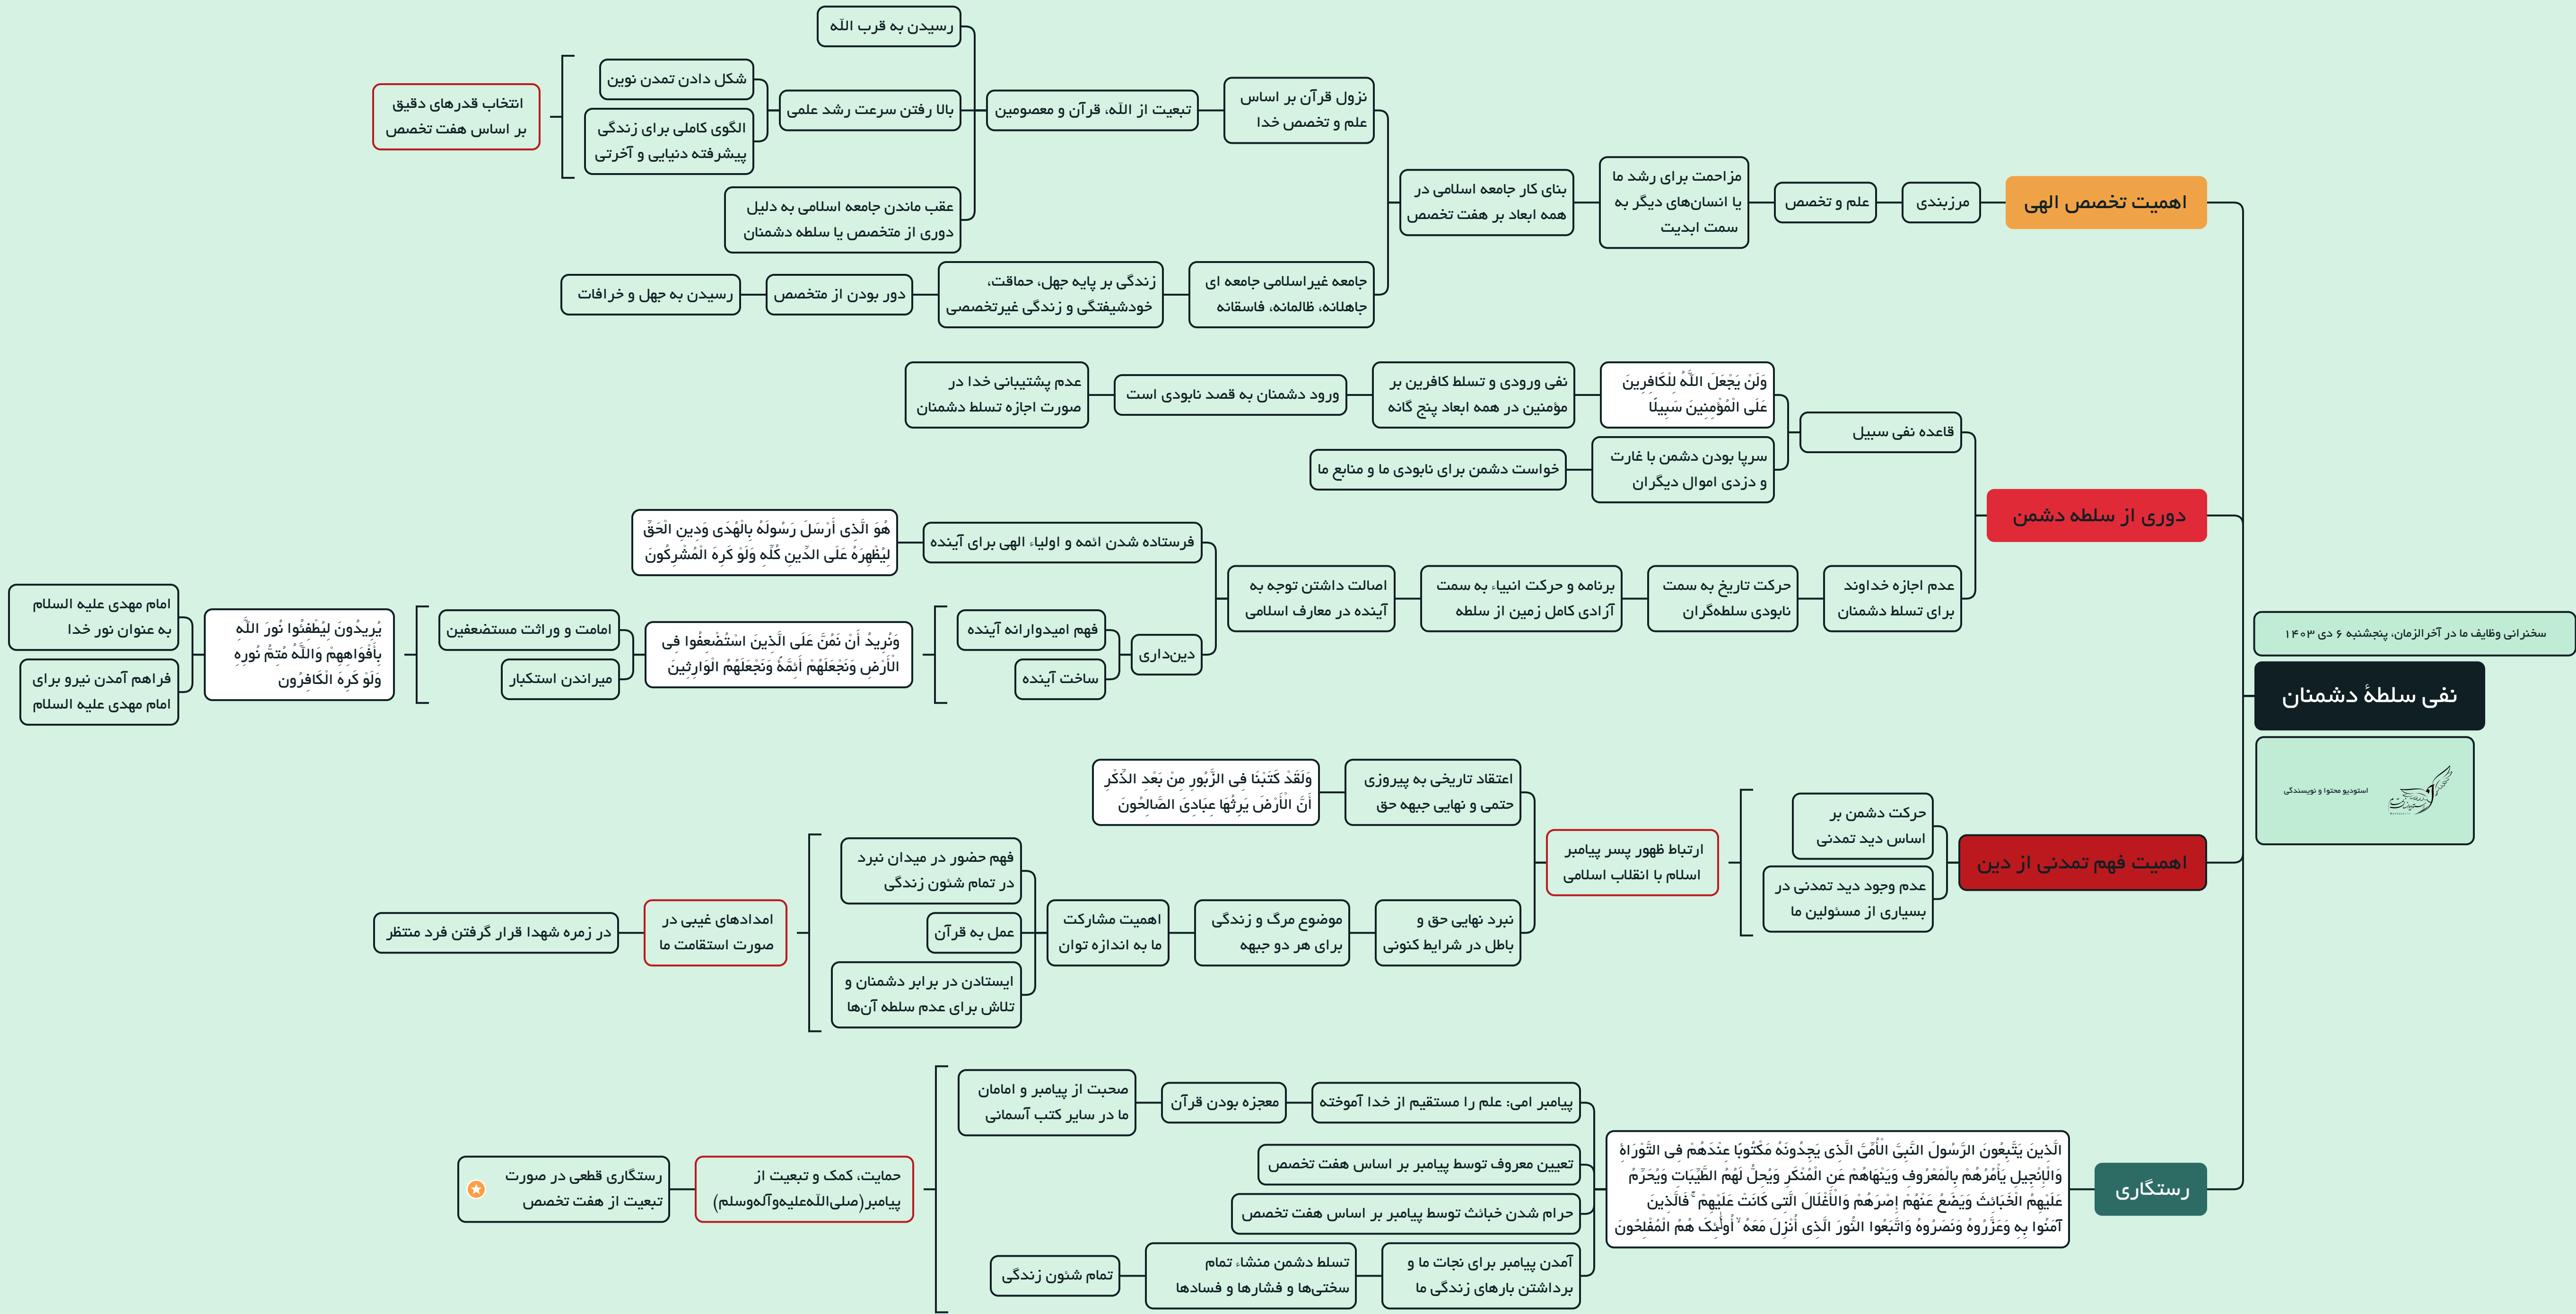 سخنرانی وظایف ما در آخرالزمان، پنجشنبه ۶ دی ۱۴۰۳
نفی سلطهٔ دشمنان
استودیو محتوا و نویسندگی
اهمیت تخصص الهی
مرزبندی
علم و تخصص
مزاحمت برای رشد ما
یا انسان‌های دیگر به
سمت ابدیت
بنای کار جامعه اسلامی در
همه ابعاد بر هفت تخصص
نزول قرآن بر اساس
علم و تخصص خدا
تبعیت از الله، قرآن و معصومین
رسیدن به قرب الله
بالا رفتن سرعت رشد علمی
شکل دادن تمدن نوین
الگوی کاملی برای زندگی
پیشرفته دنیایی و آخرتی
انتخاب قدرهای دقیق
بر اساس هفت تخصص
عقب ماندن جامعه اسلامی به دلیل
دوری از متخصص یا سلطه دشمنان
جامعه غیراسلامی جامعه ای
جاهلانه، ظالمانه، فاسقانه
زندگی بر پایه جهل، حماقت،
خودشیفتگی و زندگی غیرتخصصی
دور بودن از متخصص
رسیدن به جهل و خرافات
دوری از سلطه دشمن
قاعده نفی سبیل
وَلَنْ يَجْعَلَ اللَّهُ لِلْكَافِرِينَ
عَلَى الْمُؤْمِنِينَ سَبِيلًا
نفی ورودی و تسلط کافرین بر
مؤمنین در همه ابعاد پنج گانه
ورود دشمنان به قصد نابودی است
عدم پشتیبانی خدا در
صورت اجازه تسلط دشمنان
سرپا بودن دشمن با غارت
و دزدی اموال دیگران
خواست دشمن برای نابودی ما و منابع ما
عدم اجازه خداوند
برای تسلط دشمنان
حرکت تاریخ به سمت
نابودی سلطه‌گران
برنامه و حرکت انبیاء به سمت
آزادی کامل زمین از سلطه
اصالت داشتن توجه به
آینده در معارف اسلامی
فرستاده شدن ائمه و اولیاء الهی برای آینده
هُوَ الَّذِي أَرْسَلَ رَسُولَهُ بِالْهُدَى وَدِينِ الْحَقِّ
لِيُظْهِرَهُ عَلَى الدِّينِ كُلِّهِ وَلَوْ كَرِهَ الْمُشْرِكُونَ
دین‌داری
فهم امیدوارانه آینده
ساخت آینده
وَنُرِيدُ أَنْ نَمُنَّ عَلَى الَّذِينَ اسْتُضْعِفُوا فِي
الْأَرْضِ وَنَجْعَلَهُمْ أَئِمَّةً وَنَجْعَلَهُمُ الْوَارِثِينَ
امامت و وراثت مستضعفین
میراندن استکبار
يُرِيدُونَ لِيُطْفِئُوا نُورَ اللَّهِ
بِأَفْوَاهِهِمْ وَاللَّهُ مُتِمُّ نُورِهِ
وَلَوْ كَرِهَ الْكَافِرُونَ
امام مهدی علیه السلام
به عنوان نور خدا
فراهم آمدن نیرو برای
امام مهدی علیه السلام
اهمیت فهم تمدنی از دین
حرکت دشمن بر
اساس دید تمدنی
عدم وجود دید تمدنی در
بسیاری از مسئولین ما
ارتباط ظهور پسر پیامبر
اسلام با انقلاب اسلامی
اعتقاد تاریخی به پیروزی
حتمی و نهایی جبهه حق
وَلَقَدْ كَتَبْنَا فِي الزَّبُورِ مِنْ بَعْدِ الذِّكْرِ
أَنَّ الْأَرْضَ يَرِثُهَا عِبَادِيَ الصَّالِحُونَ
نبرد نهایی حق و
باطل در شرایط کنونی
موضوع مرگ و زندگی
برای هر دو جبهه
اهمیت مشارکت
ما به اندازه توان
فهم حضور در میدان نبرد
در تمام شئون زندگی
عمل به قرآن
ایستادن در برابر دشمنان و
تلاش برای عدم سلطه آن‌ها
امدادهای غیبی در
صورت استقامت ما
در زمره شهدا قرار گرفتن فرد منتظر
رستگاری
الَّذِينَ يَتَّبِعُونَ الرَّسُولَ النَّبِيَّ الْأُمِّيَّ الَّذِي يَجِدُونَهُ مَكْتُوبًا عِنْدَهُمْ فِي التَّوْرَاةِ
وَالْإِنْجِيلِ يَأْمُرُهُمْ بِالْمَعْرُوفِ وَيَنْهَاهُمْ عَنِ الْمُنْكَرِ وَيُحِلُّ لَهُمُ الطَّيِّبَاتِ وَيُحَرِّمُ
عَلَيْهِمُ الْخَبَائِثَ وَيَضَعُ عَنْهُمْ إِصْرَهُمْ وَالْأَغْلَالَ الَّتِي كَانَتْ عَلَيْهِمْ ۚ فَالَّذِينَ
آمَنُوا بِهِ وَعَزَّرُوهُ وَنَصَرُوهُ وَاتَّبَعُوا النُّورَ الَّذِي أُنْزِلَ مَعَهُ ۙ أُولَٰئِكَ هُمُ الْمُفْلِحُونَ
پیامبر امی: علم را مستقیم از خدا آموخته
معجزه بودن قرآن
صحبت از پیامبر و امامان
ما در سایر کتب آسمانی
تعیین معروف توسط پیامبر بر اساس هفت تخصص
حرام شدن خبائث توسط پیامبر بر اساس هفت تخصص
آمدن پیامبر برای نجات ما و
برداشتن بارهای زندگی ما
تسلط دشمن منشاء تمام
سختی‌ها و فشارها و فسادها
تمام شئون زندگی
حمایت، کمک و تبعیت از
پیامبر(صلی‌الله‌علیه‌وآله‌وسلم)
رستگاری قطعی در صورت
تبعیت از هفت تخصص